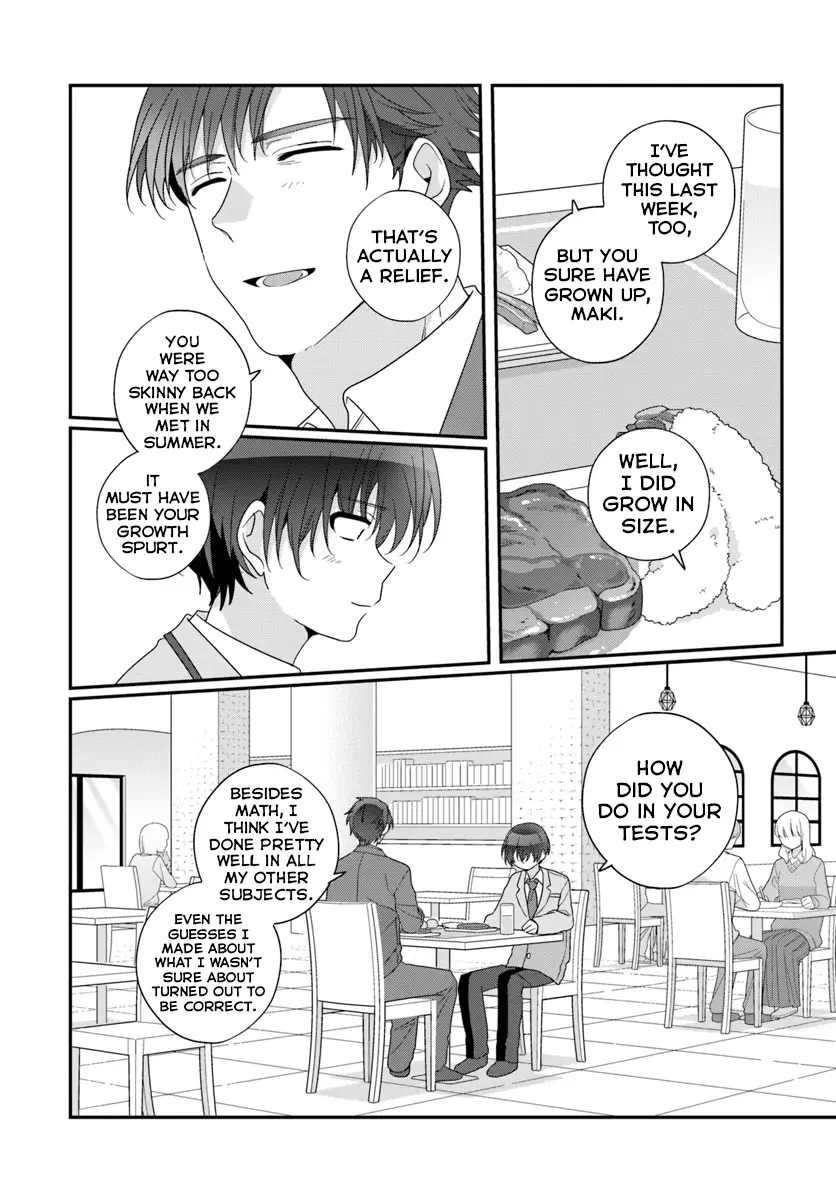 I'VE
THOUGHT
THIS LAST
WEEK,
TOO,
BUT YOU
SURE HAVE
GROWN UP,
MAKI.
WELL,
I DID
GROW IN
SIZE.
THAT'S
ACTUALLY
A RELIEF.
YOU
WERE
WAY TOO
SKINNY BACK
WHEN WE
MET IN
SUMMER.
IT
MUST HAVE
BEEN YOUR
GROWTH
SPURT.
HOW
DID YOU
DO IN YOUR
TESTS?
BESIDES
MATH, I
THINK I'VE
DONE PRETTY
WELL IN ALL
MY OTHER
SUBJECTS.
EVEN THE
GUESSES I
MADE ABOUT
WHAT I WASN'T
SURE ABOUT
TURNED OUT TO
BE CORRECT.